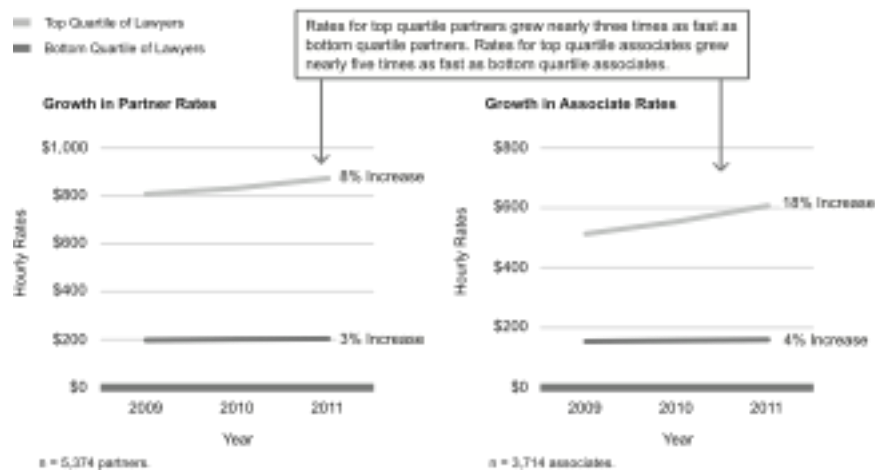 Top Quartile of Lawyers
Bottom Quartile of Lawyers
Rates for top quartile partners grew nearly three times as fast as
bottom quartile partners. Rates for top quartile associates grew
nearly five times as fast as bottom quartile associates.
Growth in Partner Rates
$1,000
$800
$600
$400
$200
$0
Hourly Rates
8% Increase
3% Increase
2009 2010 2011
Year
n = 5,374 partners.
Growth in Associate Rates
$800
$600
$400
$200
$0
Hourly Rates
18% Increase
4% Increase
2009 2010 2011
Year
n = 3,714 associates.